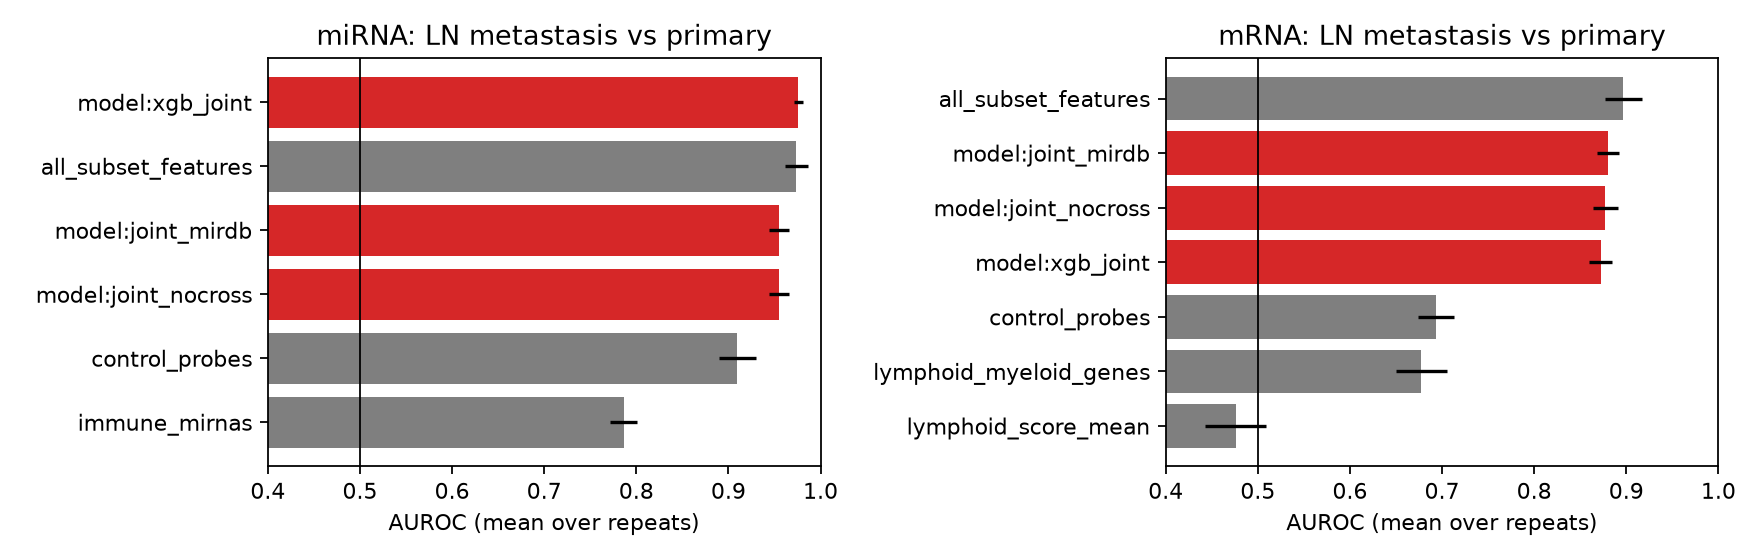 miRNA: LN metastasis vs primary
model:xgb_joint
all_subset_features
model:joint_mirdb
model:joint_nocross
control_probes
immune_mirnas
0.4 0.5 0.6 0.7 0.8 0.9 1.0
AUROC (mean over repeats)
mRNA: LN metastasis vs primary
all_subset_features
model:joint_mirdb
model:joint_nocross
model:xgb_joint
control_probes
lymphoid_myeloid_genes
lymphoid_score_mean
0.4 0.5 0.6 0.7 0.8 0.9 1.0
AUROC (mean over repeats)